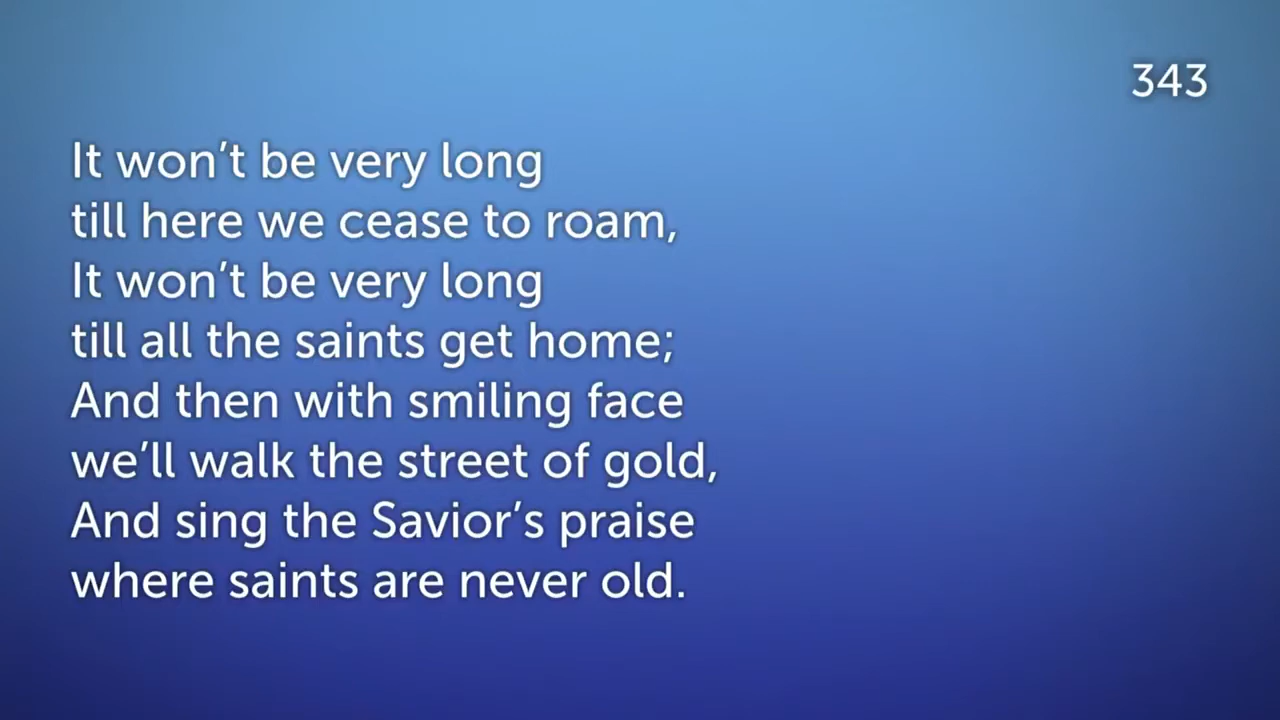 343
It won’t be very long
till here we cease to roam,
It won’t be very long
till all the saints get home;
And then with smiling face
we’ll walk the street of gold,
And sing the Savior’s praise
where saints are never old.